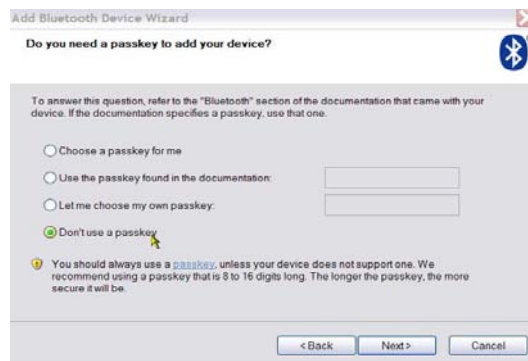 Add Bluetooth Device Wizard
Do you need a passkey to add your device?
To answer this question, refer to the "Bluetooth" section of the documentation that came with your
device. If the documentation specifies a passkey, use that one.
Choose a passkey for me
Use the passkey found in the documentation:
Let me choose my own passkey:
Don't use a passkey
You should always use a passkey, unless your device does not support one. We
recommend using a passkey that is 8 to 16 digits long. The longer the passkey, the more
secure it will be.
< Back Next > Cancel